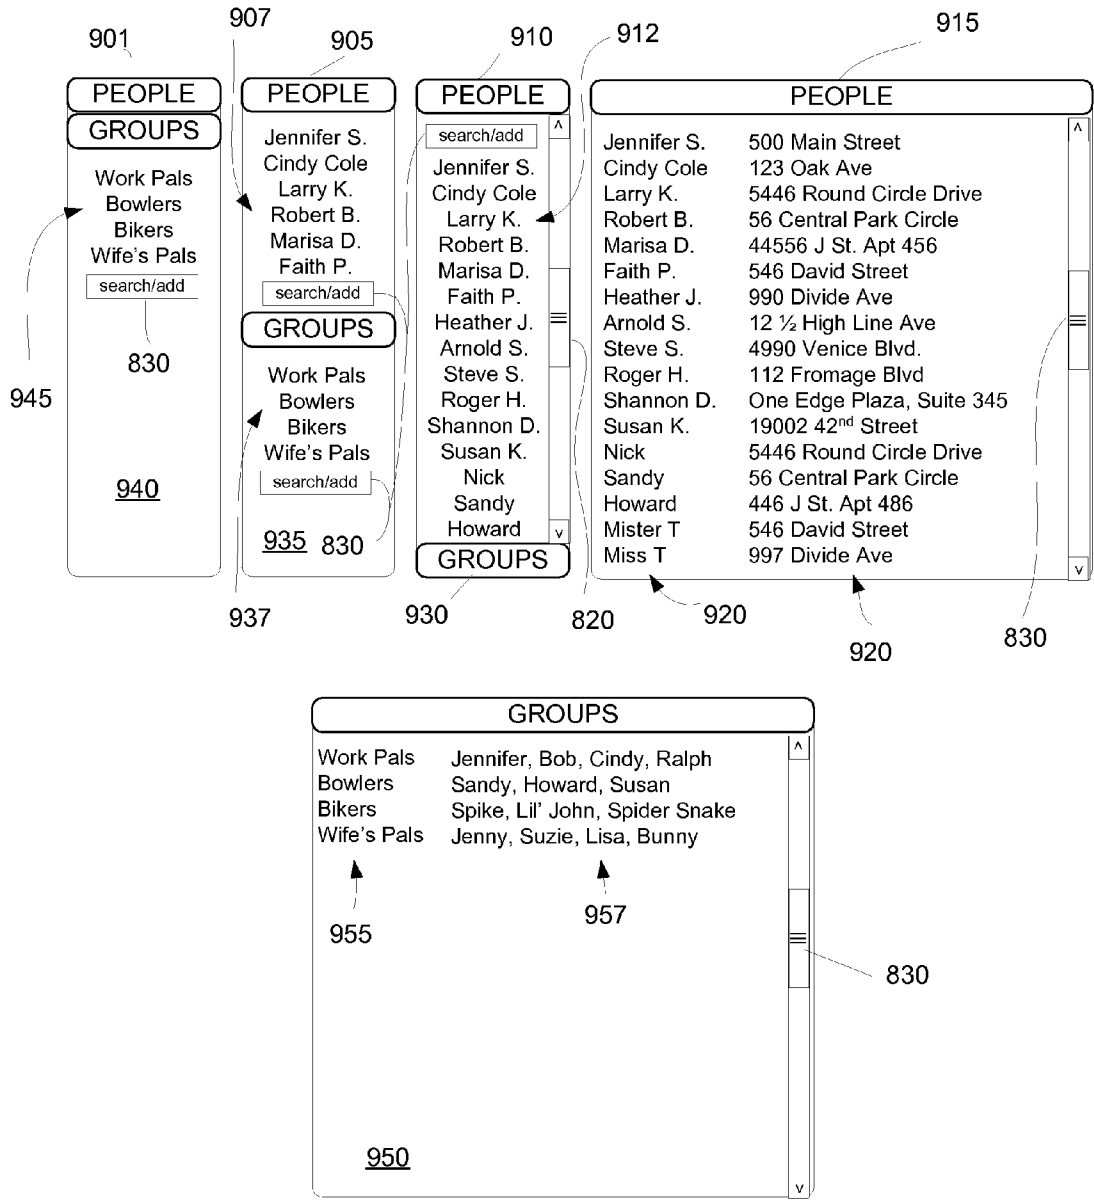 901
907
905
910
912
915
PEOPLE
GROUPS
Work Pals
Bowlers
Bikers
Wife's Pals
search/add
830
945
940
PEOPLE
Jennifer S.
Cindy Cole
Larry K.
Robert B.
Marisa D.
Faith P.
search/add
GROUPS
Work Pals
Bowlers
Bikers
Wife's Pals
search/add
935
830
937
PEOPLE
search/add
Jennifer S.
Cindy Cole
Larry K.
Robert B.
Marisa D.
Faith P.
Heather J.
Arnold S.
Steve S.
Roger H.
Shannon D.
Susan K.
Nick
Sandy
Howard
GROUPS
930
820
PEOPLE
Jennifer S. 500 Main Street
Cindy Cole 123 Oak Ave
Larry K. 5446 Round Circle Drive
Robert B. 56 Central Park Circle
Marisa D. 44556 J St. Apt 456
Faith P. 546 David Street
Heather J. 990 Divide Ave
Arnold S. 12 ½ High Line Ave
Steve S. 4990 Venice Blvd.
Roger H. 112 Fromage Blvd
Shannon D. One Edge Plaza, Suite 345
Susan K. 19002 42nd Street
Nick 5446 Round Circle Drive
Sandy 56 Central Park Circle
Howard 446 J St. Apt 486
Mister T 546 David Street
Miss T 997 Divide Ave
920
920
830
GROUPS
Work Pals Jennifer, Bob, Cindy, Ralph
Bowlers Sandy, Howard, Susan
Bikers Spike, Lil' John, Spider Snake
Wife's Pals Jenny, Suzie, Lisa, Bunny
955
957
830
950